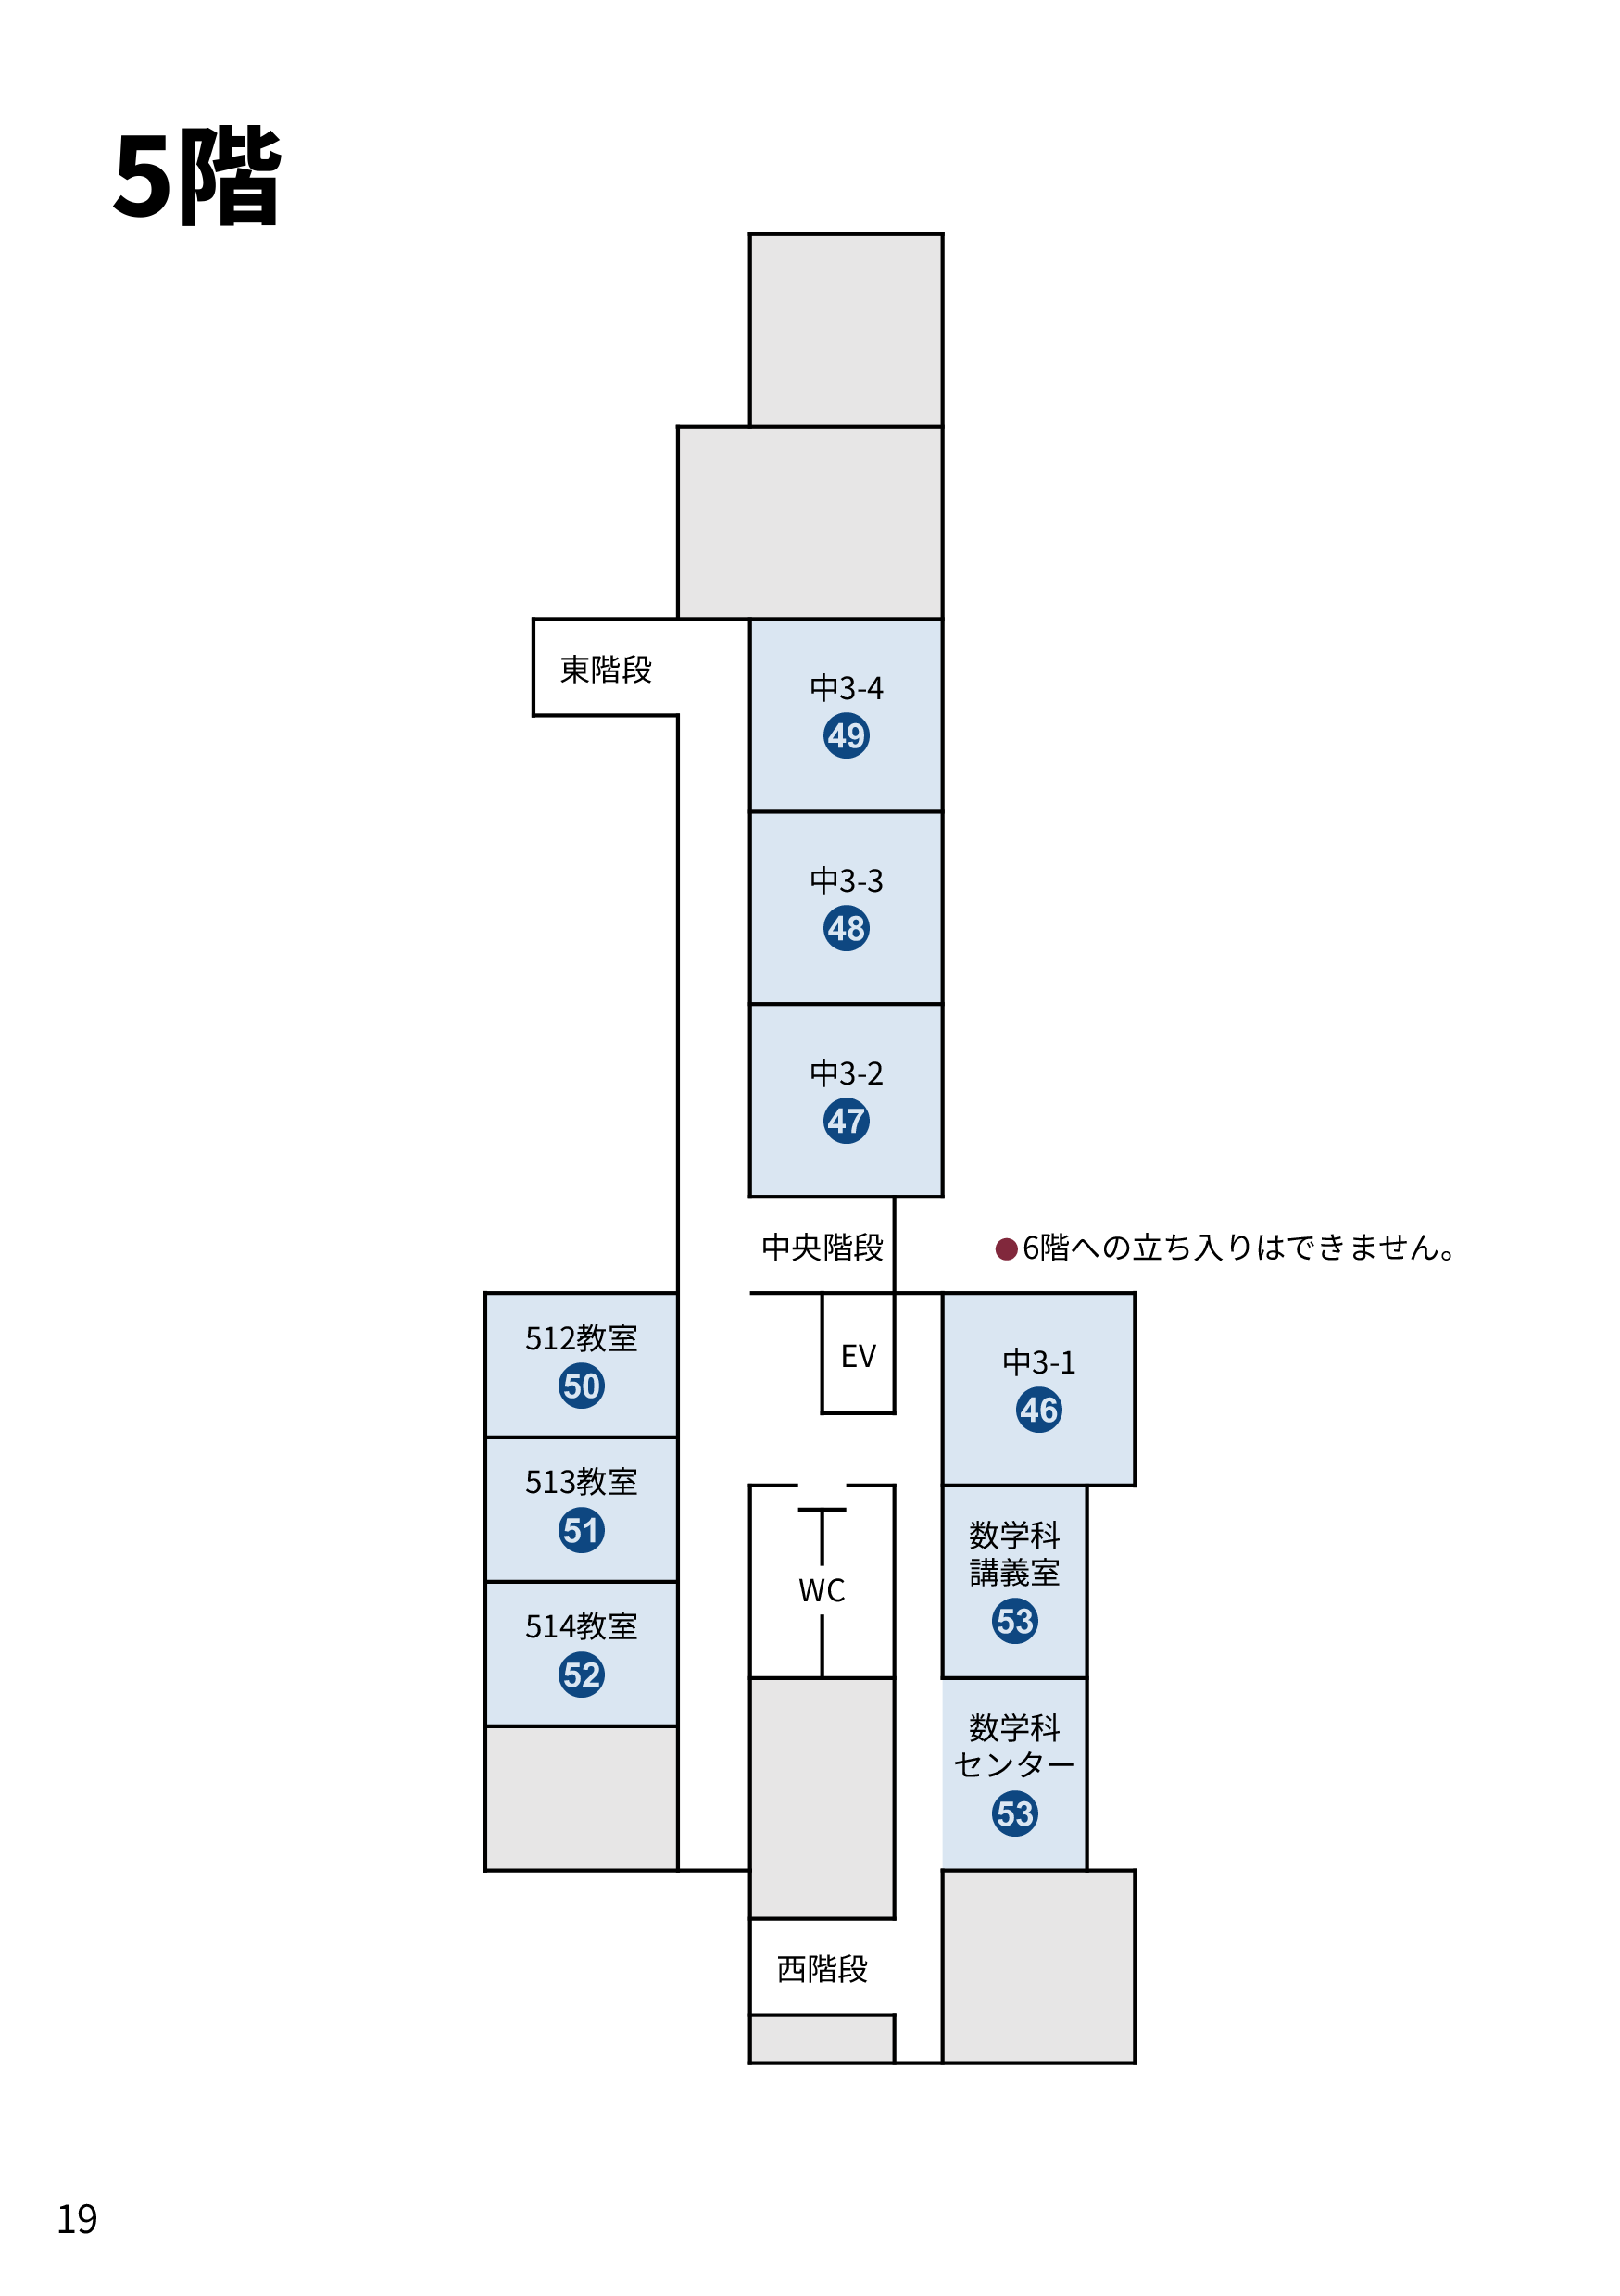 5階
東階段
中3-4
49
中3-3
48
中3-2
47
中央階段
●6階への立ち入りはできません。
512教室
50
EV
中3-1
46
513教室
51
数学科
講義室
53
WC
514教室
52
数学科
センター
53
西階段
19